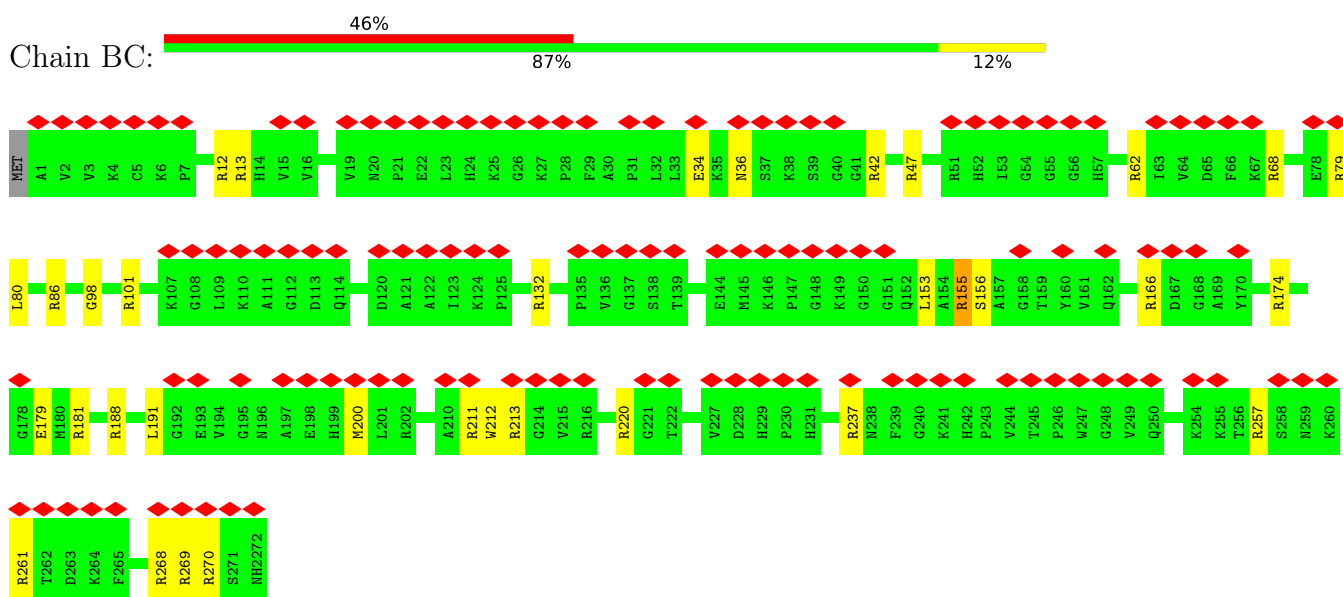 46%
Chain BC:
87% 12%
MET A1 V2 V3 K4 C5 K6 P7 R12 R13 H14 V15 V16 V19 N20 P21 E22 L23 H24 K25 G26 K27 P28 F29 A30 P31 L32 L33 E34 K35 N36 S37 K38 S39 G40 G41 R42 R47 R51 H52 I53 G54 G55 G56 H57 R62 I63 V64 D65 F66 K67 R68 E78 R79
L80 R86 G98 R101 K107 G108 L109 K110 A111 G112 D113 Q114 D120 A121 A122 I123 K124 P125 R132 P135 V136 G137 S138 T139 E144 M145 K146 P147 G148 K149 G150 G151 Q152 L153 A154 R155 S156 A157 G158 T159 Y160 V161 Q162 R166 D167 G168 A169 Y170 R174
G178 E179 M180 R181 R188 L191 G192 E193 V194 G195 N196 A197 E198 H199 M200 L201 R202 A210 R211 W212 R213 G214 V215 R216 R220 G221 T222 V227 D228 H229 P230 H231 R237 N238 F239 G240 K241 H242 P243 V244 T245 P246 W247 G248 V249 Q250 K254 K255 T256 R257 S258 N259 K260
R261 T262 D263 K264 F265 R268 R269 R270 S271 NH2272